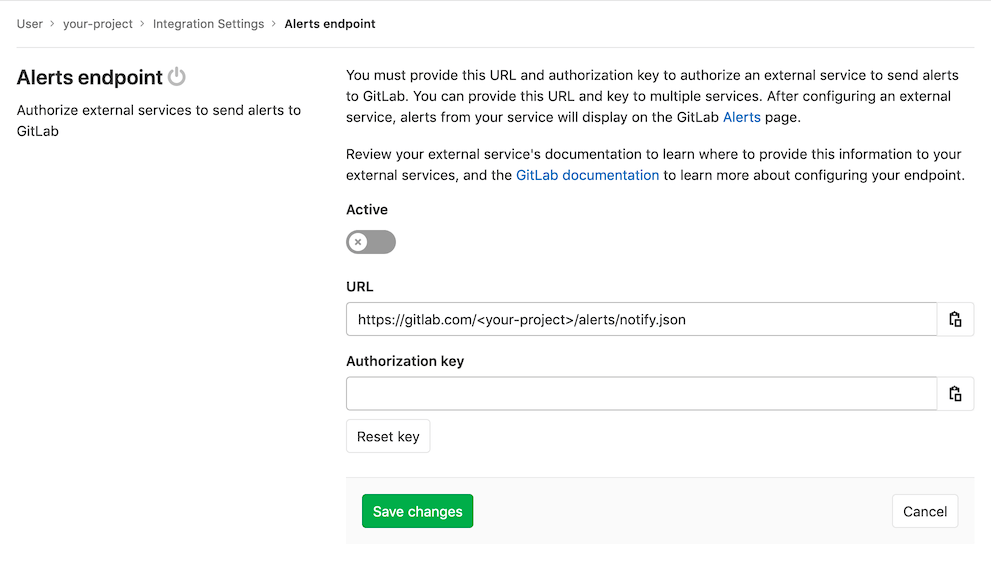 User > your-project > Integration Settings > Alerts endpoint
Alerts endpoint
Authorize external services to send alerts to
GitLab
You must provide this URL and authorization key to authorize an external service to send alerts
to GitLab. You can provide this URL and key to multiple services. After configuring an external
service, alerts from your service will display on the GitLab Alerts page.
Review your external service's documentation to learn where to provide this information to your
external services, and the GitLab documentation to learn more about configuring your endpoint.
Active
URL
https://gitlab.com/<your-project>/alerts/notify.json
Authorization key
Reset key
Save changes
Cancel